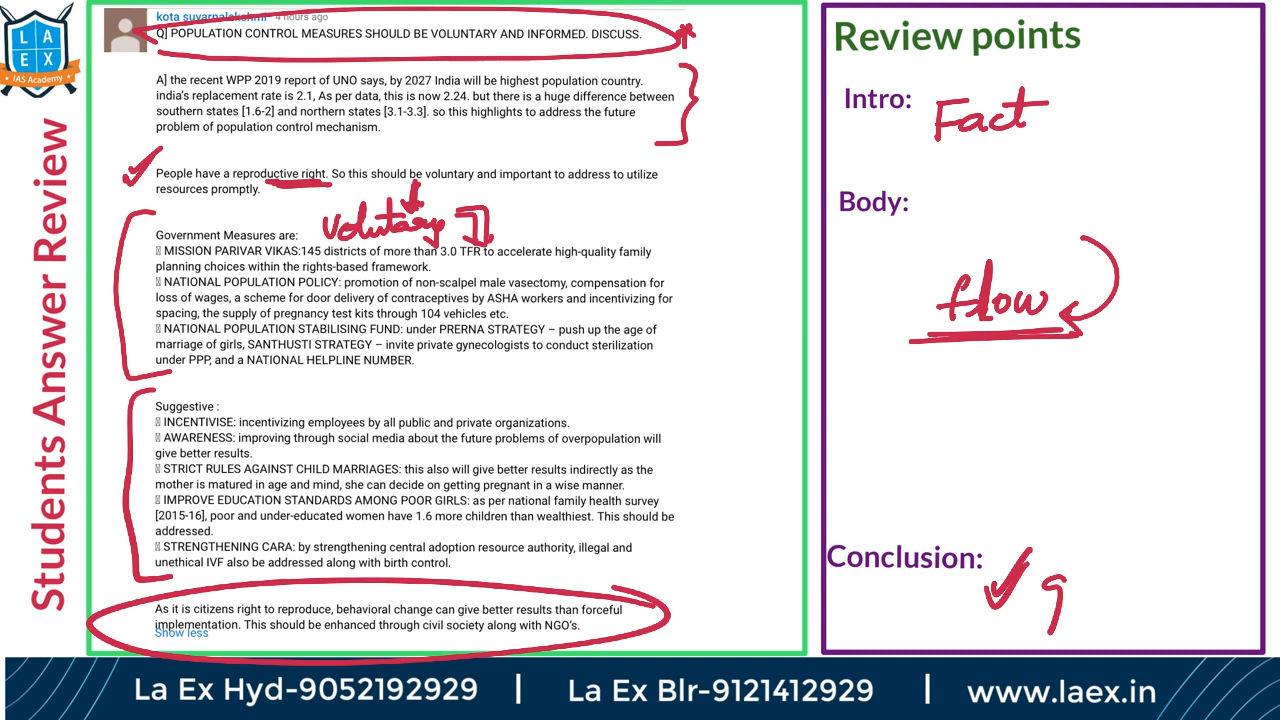 LA
EX
IAS Academy
Students Answer Review
kota suvarnalakshmi 4 hours ago
Q] POPULATION CONTROL MEASURES SHOULD BE VOLUNTARY AND INFORMED. DISCUSS.
A] the recent WPP 2019 report of UNO says, by 2027 India will be highest population country.
india's replacement rate is 2.1, As per data, this is now 2.24. but there is a huge difference between
southern states [1.6-2] and northern states [3.1-3.3]. so this highlights to address the future
problem of population control mechanism.
People have a reproductive right. So this should be voluntary and important to address to utilize
resources promptly.
Voluntary
Government Measures are:
MISSION PARIVAR VIKAS:145 districts of more than 3.0 TFR to accelerate high-quality family
planning choices within the rights-based framework.
NATIONAL POPULATION POLICY: promotion of non-scalpel male vasectomy, compensation for
loss of wages, a scheme for door delivery of contraceptives by ASHA workers and incentivizing for
spacing, the supply of pregnancy test kits through 104 vehicles etc.
NATIONAL POPULATION STABILISING FUND: under PRERNA STRATEGY – push up the age of
marriage of girls, SANTHUSTI STRATEGY – invite private gynecologists to conduct sterilization
under PPP, and a NATIONAL HELPLINE NUMBER.
Suggestive :
INCENTIVISE: incentivizing employees by all public and private organizations.
AWARENESS: improving through social media about the future problems of overpopulation will
give better results.
STRICT RULES AGAINST CHILD MARRIAGES: this also will give better results indirectly as the
mother is matured in age and mind, she can decide on getting pregnant in a wise manner.
IMPROVE EDUCATION STANDARDS AMONG POOR GIRLS: as per national family health survey
[2015-16], poor and under-educated women have 1.6 more children than wealthiest. This should be
addressed.
STRENGTHENING CARA: by strengthening central adoption resource authority, illegal and
unethical IVF also be addressed along with birth control.
As it is citizens right to reproduce, behavioral change can give better results than forceful
implementation. This should be enhanced through civil society along with NGO's.
Show less
Review points
Intro: Fact
Body:
flow
Conclusion:
La Ex Hyd-9052192929 | La Ex Blr-9121412929 | www.laex.in